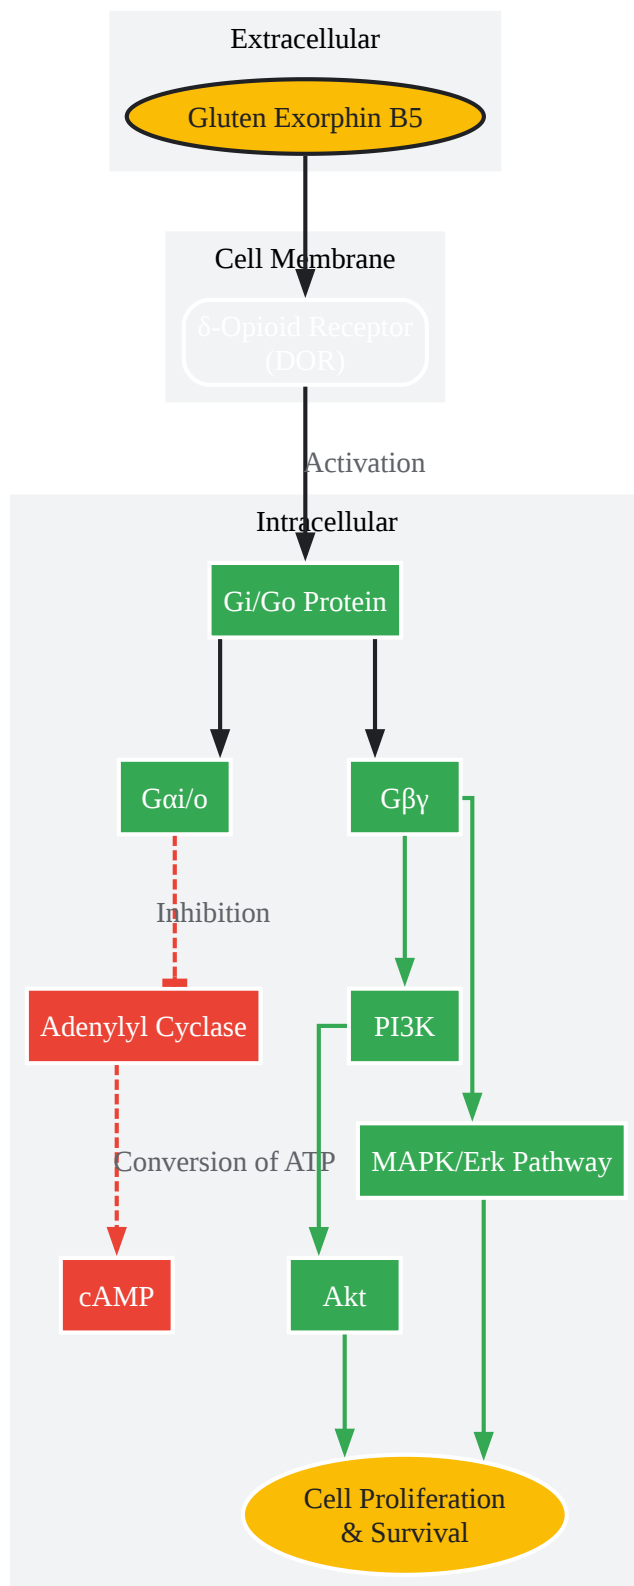 Extracellular
Gluten Exorphin B5
Cell Membrane
δ-Opioid Receptor
(DOR)
Activation
Intracellular
Gi/Go Protein
Gαi/o
Gβγ
Inhibition
Adenylyl Cyclase
PI3K
Conversion of ATP
MAPK/Erk Pathway
cAMP
Akt
Cell Proliferation
& Survival